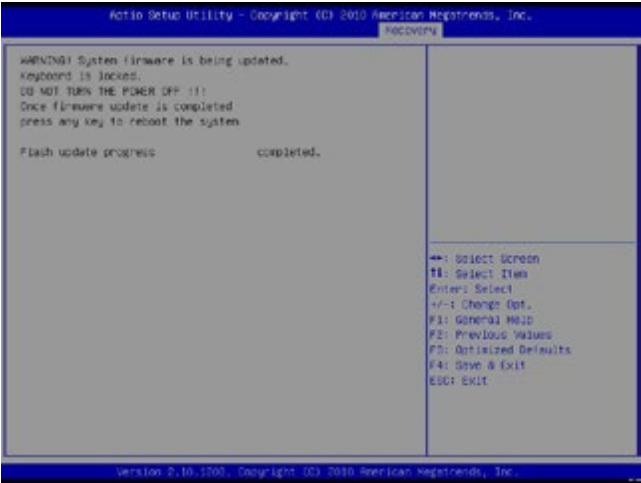 Aptio Setup Utility - Copyright (C) 2010 American Megatrends, Inc.
Recovery
WARNING! System firmware is being updated.
Keyboard is locked.
DO NOT TURN THE POWER OFF !!!
Once firmware update is completed
press any key to reboot the system
Flash update progress completed.
→←: Select Screen
↑↓: Select Item
Enter: Select
+/-: Change Opt.
F1: General Help
F2: Previous Values
F3: Optimized Defaults
F4: Save & Exit
ESC: Exit
Version 2.10.1200. Copyright (C) 2010 American Megatrends, Inc.